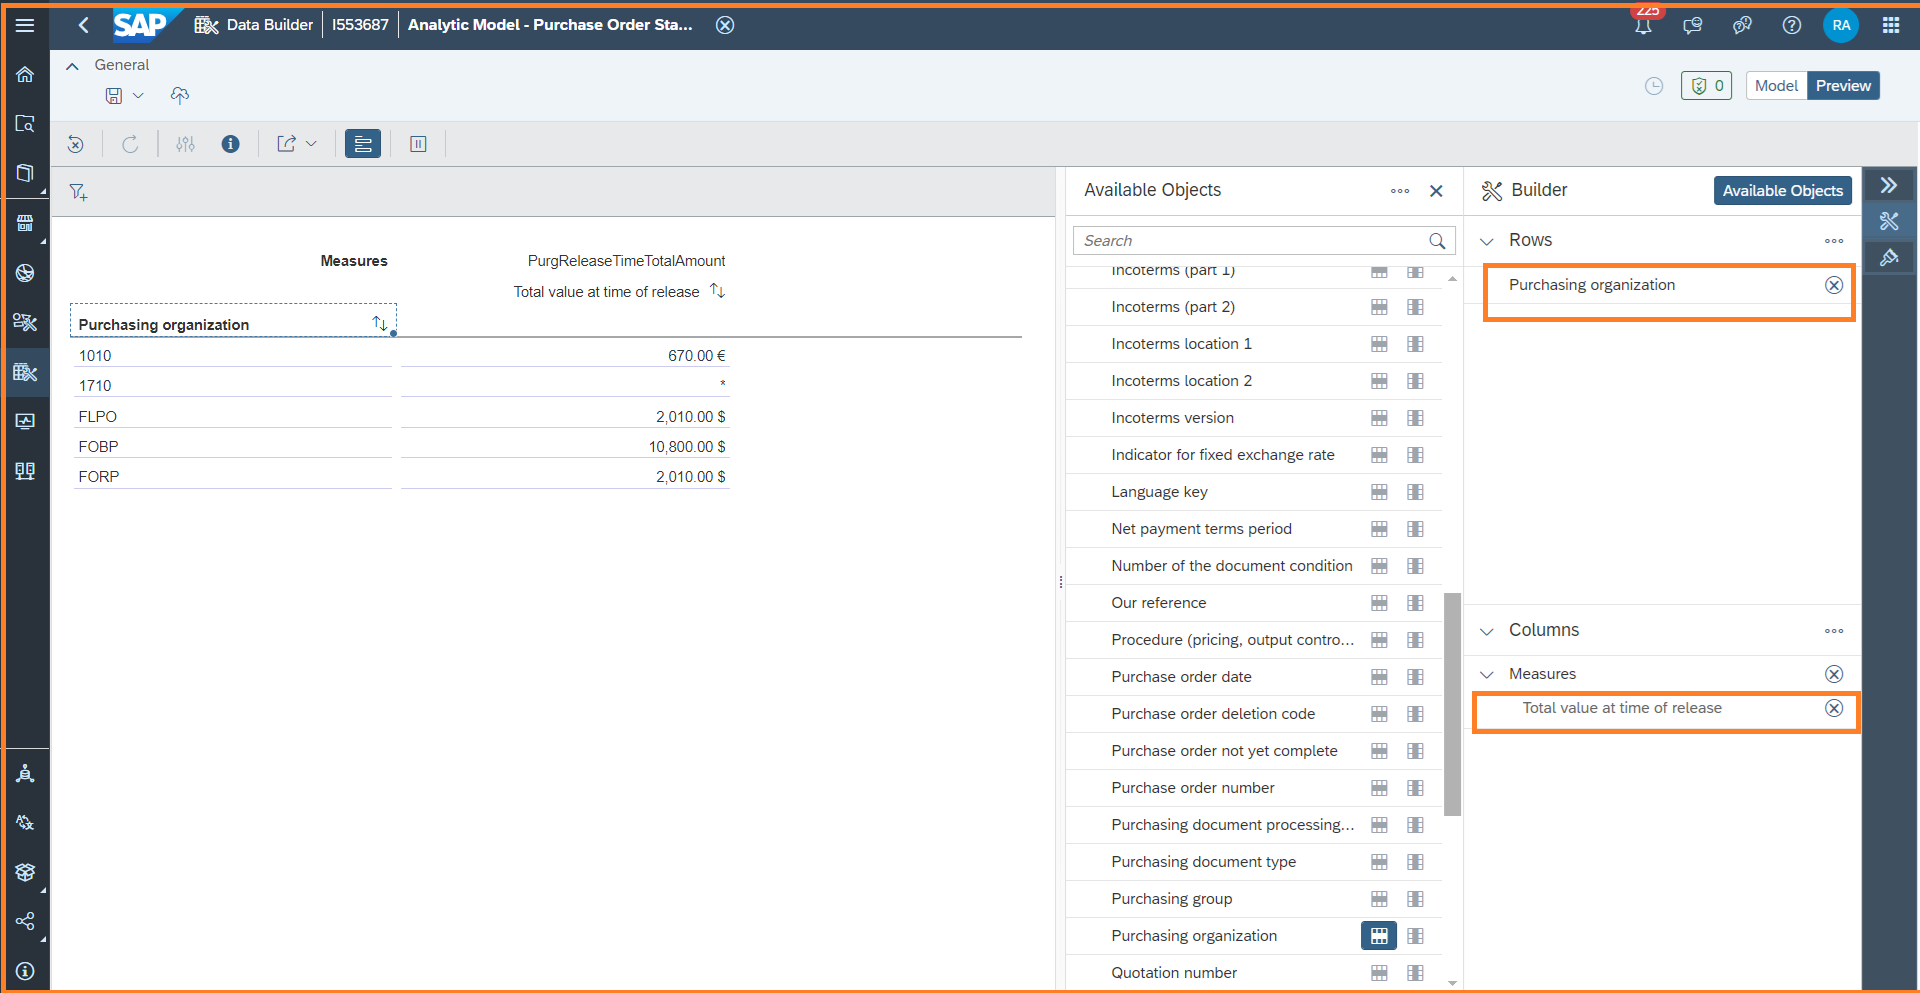 SAP
Data Builder
I553687
Analytic Model - Purchase Order Sta...
225
RA
General
0
Model
Preview
Measures
PurgReleaseTimeTotalAmount
Total value at time of release
Purchasing organization
1010
670.00 €
1710
*
FLPO
2,010.00 $
FOBP
10,800.00 $
FORP
2,010.00 $
Available Objects
Search
Incoterms (part 1)
Incoterms (part 2)
Incoterms location 1
Incoterms location 2
Incoterms version
Indicator for fixed exchange rate
Language key
Net payment terms period
Number of the document condition
Our reference
Procedure (pricing, output contro...
Purchase order date
Purchase order deletion code
Purchase order not yet complete
Purchase order number
Purchasing document processing...
Purchasing document type
Purchasing group
Purchasing organization
Quotation number
Builder
Available Objects
Rows
Purchasing organization
Columns
Measures
Total value at time of release